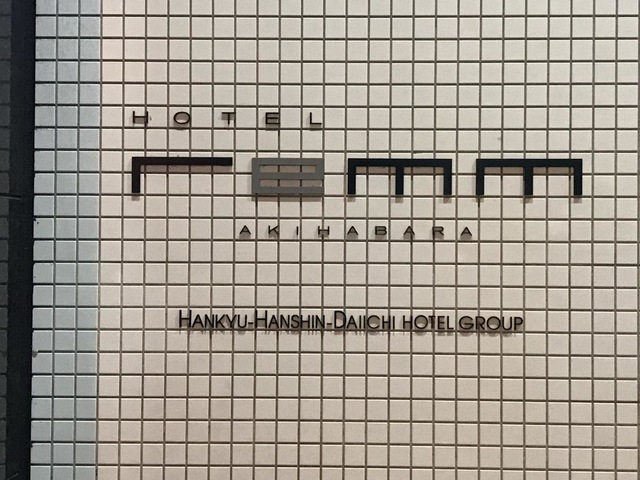 HOTEL
remm
AKIHABARA
HANKYU-HANSHIN-DAIICHI HOTEL GROUP